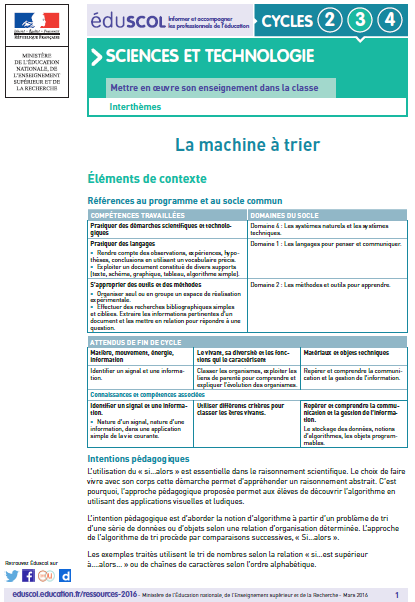 Liberté • Égalité • Fraternité
RÉPUBLIQUE FRANÇAISE
MINISTÈRE
DE L'ÉDUCATION
NATIONALE, DE
L'ENSEIGNEMENT
SUPÉRIEUR ET DE
LA RECHERCHE
éduscol Informer et accompagner
les professionnels de l'éducation
CYCLES 2 3 4
SCIENCES ET TECHNOLOGIE
Mettre en œuvre son enseignement dans la classe
Interthèmes
La machine à trier
Éléments de contexte
Références au programme et au socle commun
COMPÉTENCES TRAVAILLÉES DOMAINES DU SOCLE
Pratiquer des démarches scientifiques et technolo-
giques
Domaine 4 : Les systèmes naturels et les systèmes
techniques.
Pratiquer des langages
• Rendre compte des observations, expériences, hypo-
thèses, conclusions en utilisant un vocabulaire précis.
• Exploiter un document constitué de divers supports
(texte, schéma, graphique, tableau, algorithme simple).
Domaine 1 : Les langages pour penser et communiquer.
S'approprier des outils et des méthodes
• Organiser seul ou en groupe un espace de réalisation
expérimentale.
• Effectuer des recherches bibliographiques simples
et ciblées. Extraire les informations pertinentes d'un
document et les mettre en relation pour répondre à une
question.
Domaine 2 : Les méthodes et outils pour apprendre.
ATTENDUS DE FIN DE CYCLE
Matière, mouvement, énergie,
information
Le vivant, sa diversité et les fonc-
tions qui le caractérisent
Matériaux et objets techniques
Identifier un signal et une informa-
tion.
Classer les organismes, exploiter les
liens de parenté pour comprendre et
expliquer l'évolution des organismes.
Repérer et comprendre la communi-
cation et la gestion de l'information.
Connaissances et compétences associées
Identifier un signal et une informa-
tion.
• Nature d'un signal, nature d'une
information, dans une application
simple de la vie courante.
Utiliser différents critères pour
classer les êtres vivants.
Repérer et comprendre la commu-
nication et la gestion de l'informa-
tion.
Le stockage des données, notions
d'algorithmes, les objets program-
mables.
Intentions pédagogiques
L'utilisation du « si...alors » est essentielle dans le raisonnement scientifique. Le choix de faire
vivre avec son corps cette démarche permet d'appréhender un raisonnement abstrait. C'est
pourquoi, l'approche pédagogique proposée permet aux élèves de découvrir l'algorithme en
utilisant des applications visuelles et ludiques.
L'intention pédagogique est d'aborder la notion d'algorithme à partir d'un problème de tri
d'une série de données ou d'objets selon une relation d'organisation déterminée. L'approche
de l'algorithme de tri procède par comparaisons successives, « Si...alors ».
Les exemples traités utilisent le tri de nombres selon la relation « si...est supérieur
à....alors... » ou de chaînes de caractères selon l'ordre alphabétique.
Retrouvez Éduscol sur
eduscol.education.fr/ressources-2016 - Ministère de l'Éducation nationale, de l'Enseignement supérieur et de la Recherche - Mars 2016 1